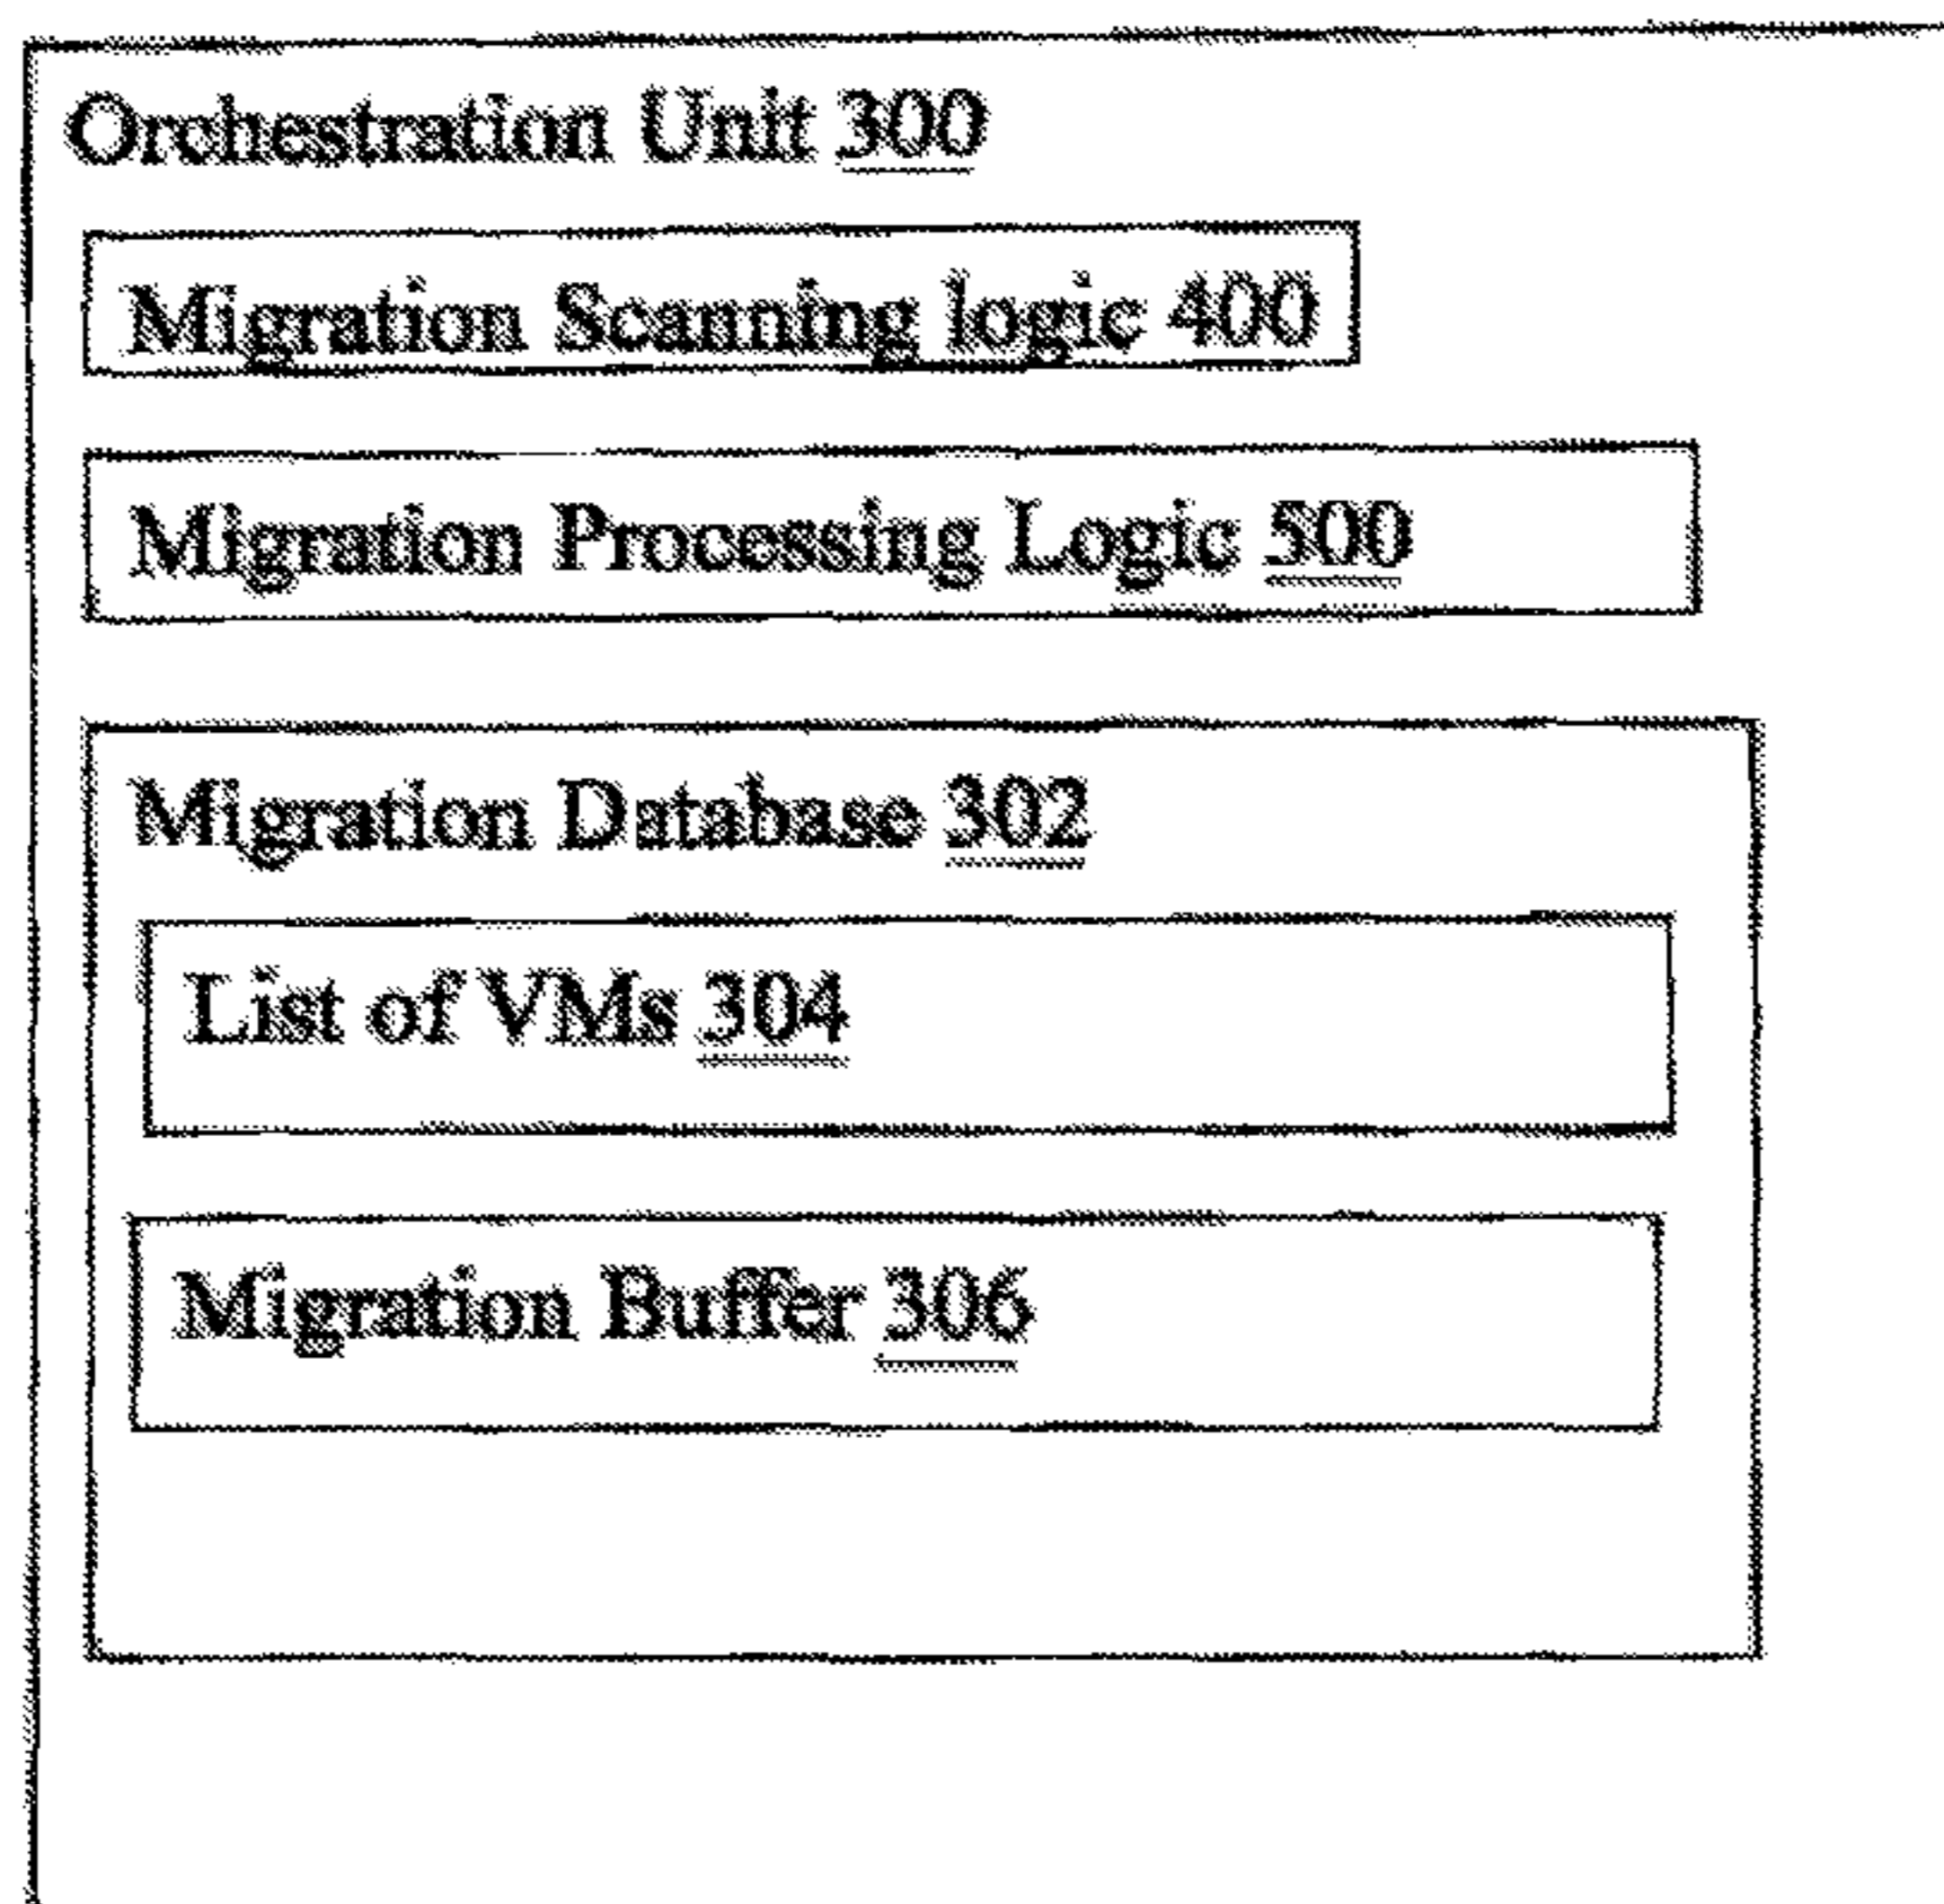 Orchestration Unit 300
Migration Scanning logic 400
Migration Processing Logic 500
Migration Database 302
List of VMs 304
Migration Buffer 306